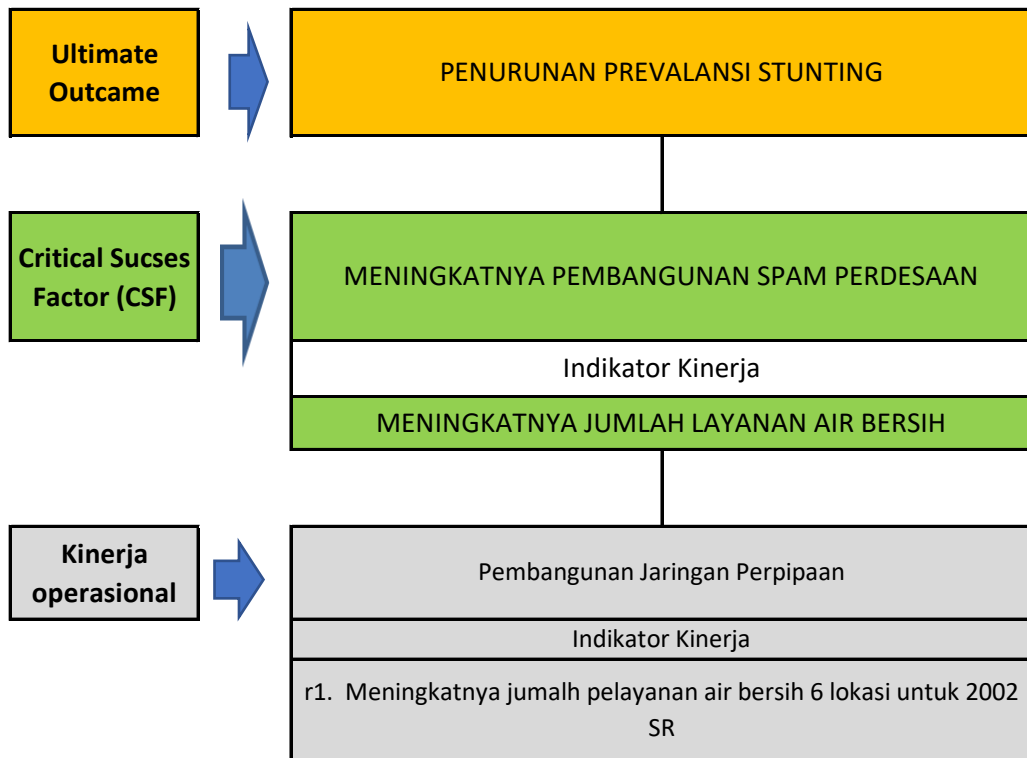 Ultimate
Outcame
PENURUNAN PREVALANSI STUNTING
Critical Sucses
Factor (CSF)
MENINGKATNYA PEMBANGUNAN SPAM PERDESAAN
Indikator Kinerja
MENINGKATNYA JUMLAH LAYANAN AIR BERSIH
Kinerja
operasional
Pembangunan Jaringan Perpipaan
Indikator Kinerja
r1. Meningkatnya jumalh pelayanan air bersih 6 lokasi untuk 2002
SR